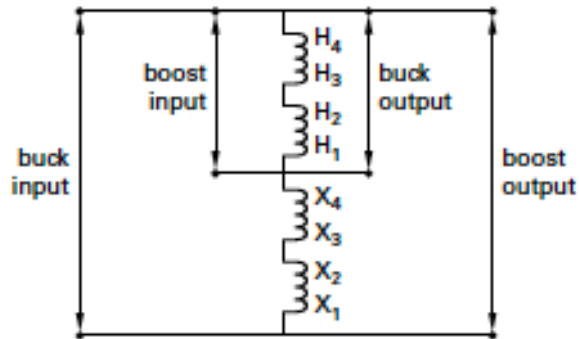 boost
input
buck
output
buck
input
boost
output
H₄
H₃
H₂
H₁
X₄
X₃
X₂
X₁